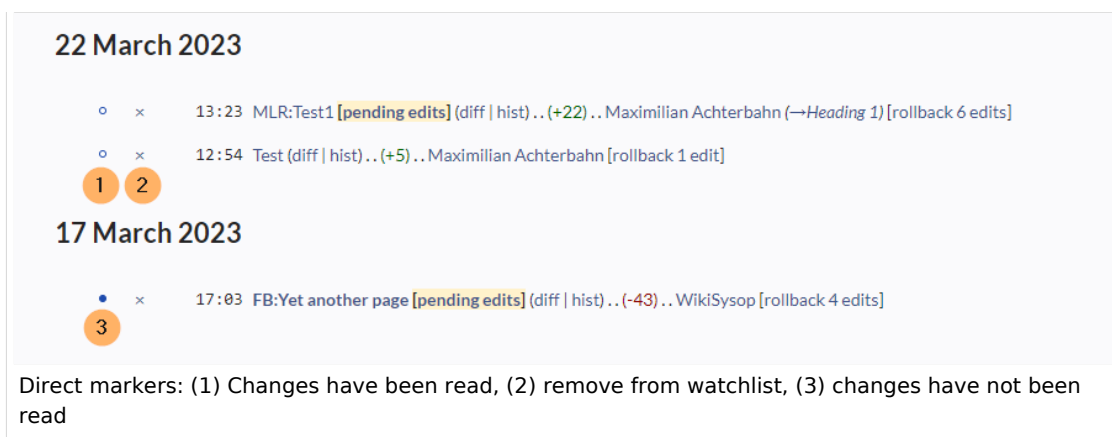 22 March 2023
× 13:23 MLR:Test1 [pending edits] (diff | hist) . . (+22) . . Maximilian Achterbahn (→Heading 1) [rollback 6 edits]
× 12:54 Test (diff | hist) . . (+5) . . Maximilian Achterbahn [rollback 1 edit]
1 2
17 March 2023
× 17:03 FB:Yet another page [pending edits] (diff | hist) . . (-43) . . WikiSysop [rollback 4 edits]
3
Direct markers: (1) Changes have been read, (2) remove from watchlist, (3) changes have not been
read